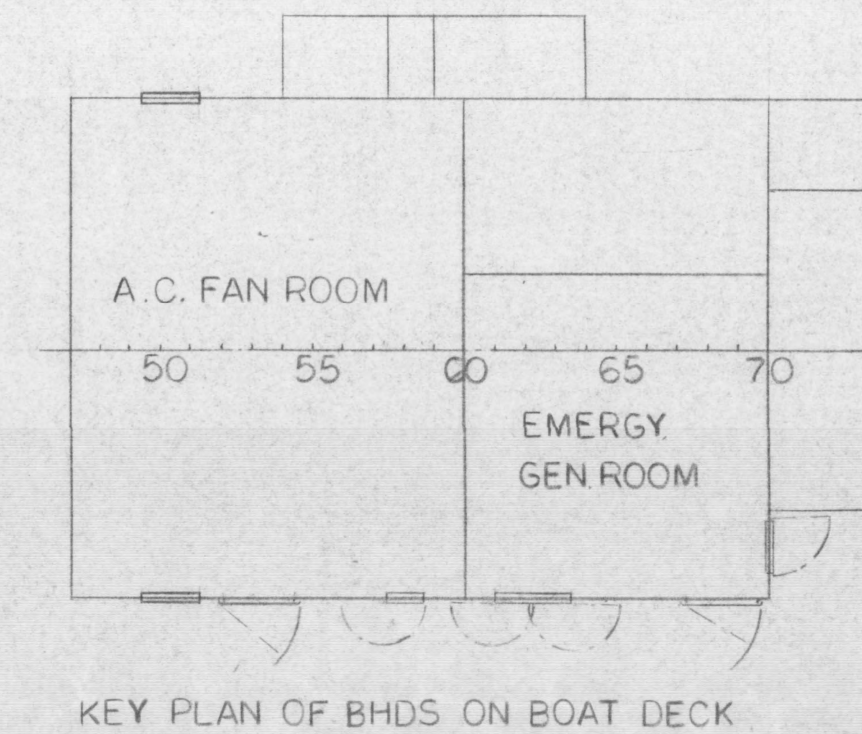 A.C. FAN ROOM
50 55 60 65 70
EMERGY.
GEN. ROOM
KEY PLAN OF BHDS ON BOAT DECK